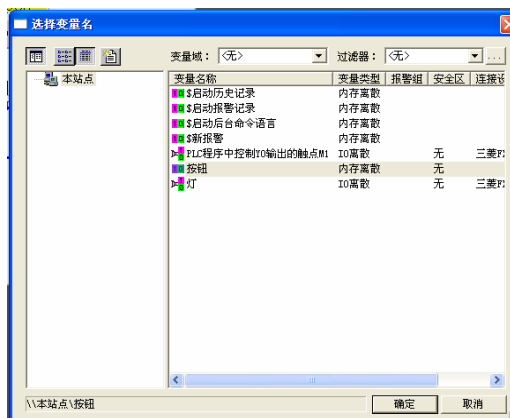 选择变量名
变量域： <无> 过滤器： <无> ...
本站点
变量名称 变量类型 报警组 安全区 连接设
$启动历史记录 内存离散
$启动报警记录 内存离散
$启动后台命令语言 内存离散
$新报警 内存离散
PLC程序中控制Y0输出的触点M1 IO离散 无 三菱FX
按钮 内存离散 无
灯 IO离散 无 三菱FX
\\本站点\按钮 确定 取消